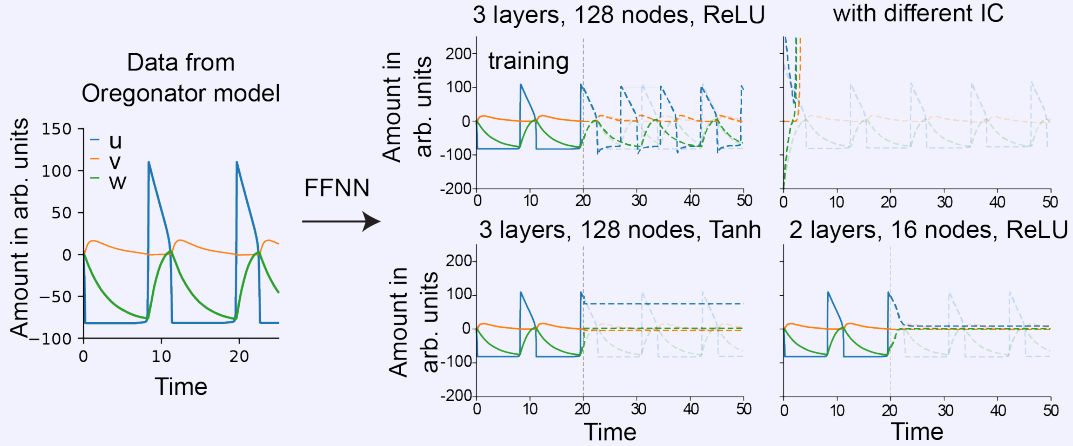 Data from
Oregonator model
Amount in arb. units
150
100
50
0
−50
−100
u
v
w
0
10
20
Time
FFNN
3 layers, 128 nodes, ReLU
Amount in
arb. units
200
100
0
-100
-200
training
0
10
20
30
40
50
with different IC
0
10
20
30
40
50
3 layers, 128 nodes, Tanh
Amount in
arb. units
200
100
0
-100
200
0
10
20
30
40
50
Time
2 layers, 16 nodes, ReLU
0
10
20
30
40
50
Time